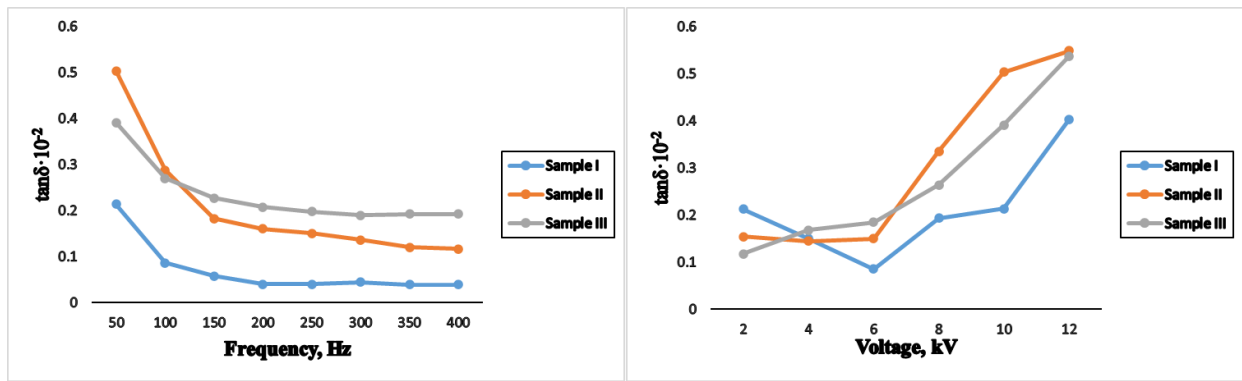 0.6
0.5
0.4
0.3
0.2
0.1
0
tanδ·10⁻²
50 100 150 200 250 300 350 400
Frequency, Hz
Sample I
Sample II
Sample III
0.6
0.5
0.4
0.3
0.2
0.1
0
tanδ·10⁻²
2 4 6 8 10 12
Voltage, kV
Sample I
Sample II
Sample III